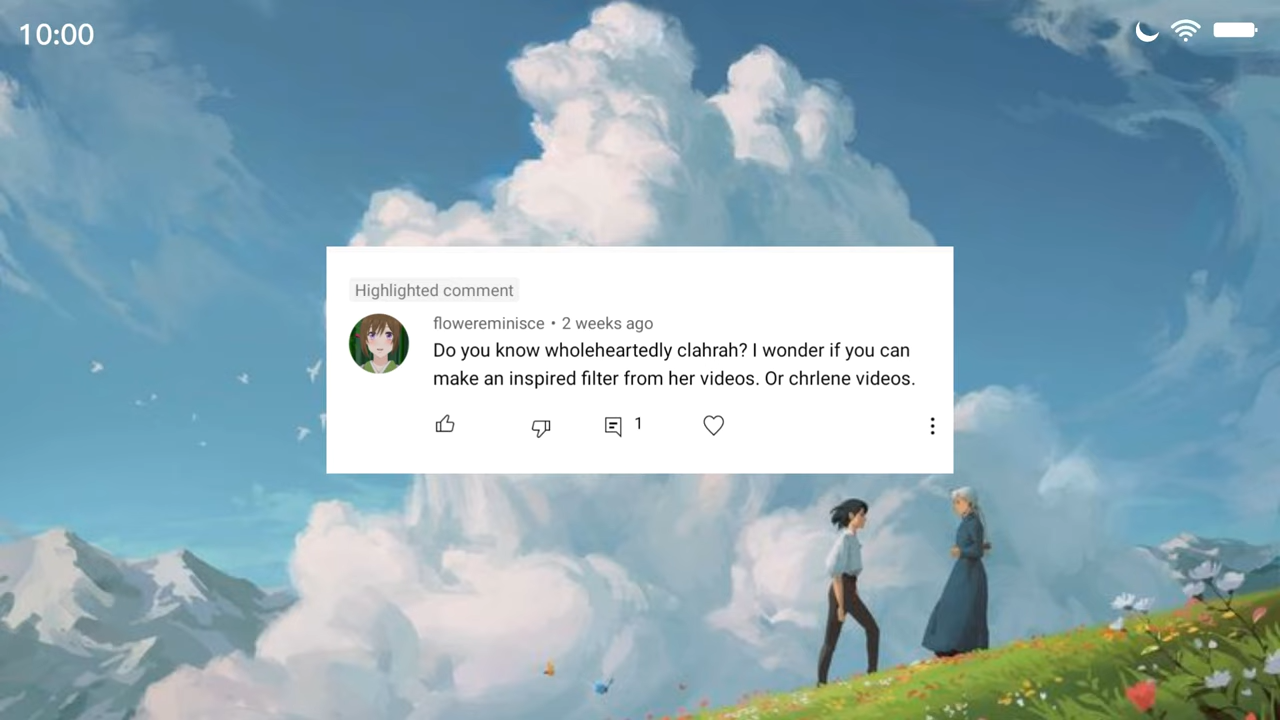 10:00
Highlighted comment
flowereminisce • 2 weeks ago
Do you know wholeheartedly clahrah? I wonder if you can
make an inspired filter from her videos. Or chrlene videos.
1